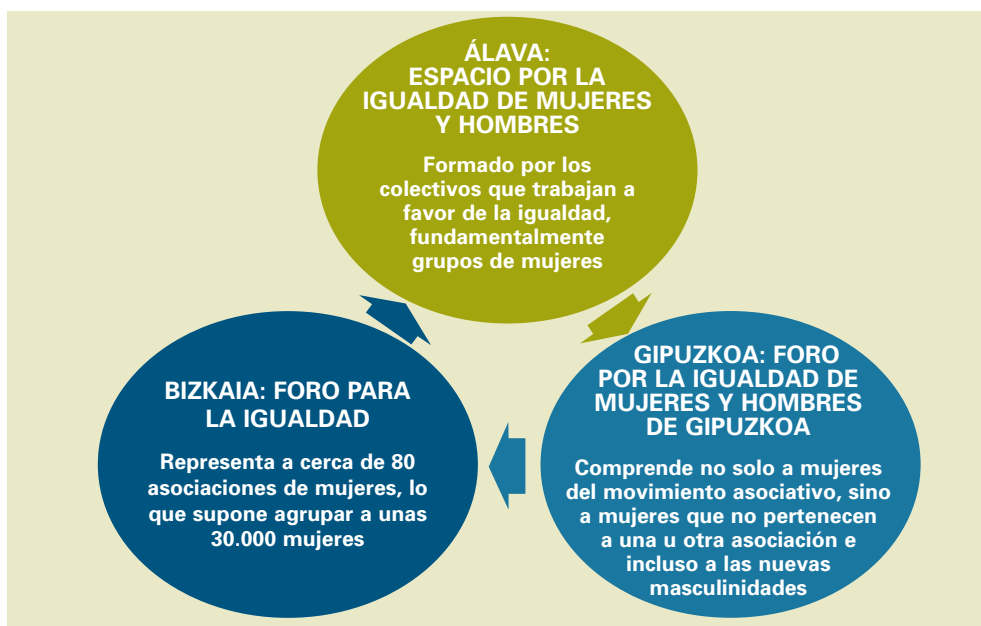 ÁLAVA:
ESPACIO POR LA
IGUALDAD DE MUJERES
Y HOMBRES
Formado por los
colectivos que trabajan a
favor de la igualdad,
fundamentalmente
grupos de mujeres
BIZKAIA: FORO PARA
LA IGUALDAD
Representa a cerca de 80
asociaciones de mujeres, lo
que supone agrupar a unas
30.000 mujeres
GIPUZKOA: FORO
POR LA IGUALDAD DE
MUJERES Y HOMBRES
DE GIPUZKOA
Comprende no solo a mujeres
del movimiento asociativo, sino
a mujeres que no pertenecen
a una u otra asociación e
incluso a las nuevas
masculinidades